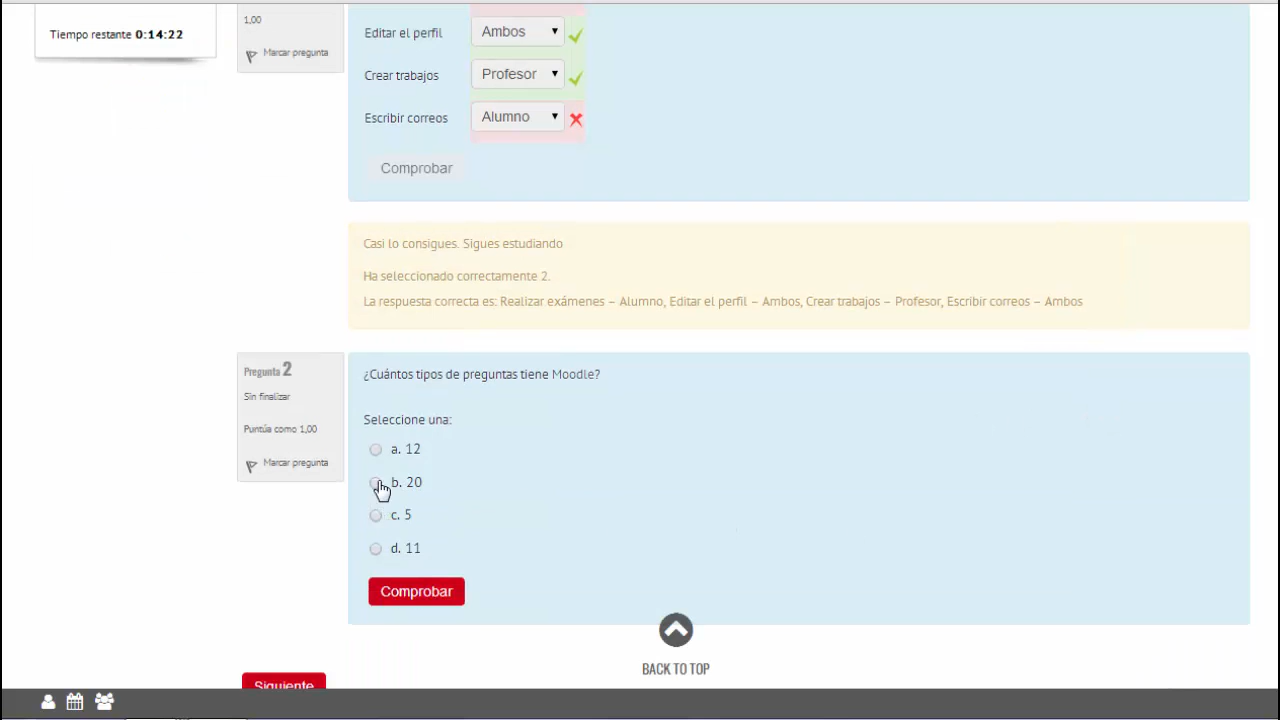 Tiempo restante 0:14:22
1,00
Marcar pregunta
Editar el perfil Ambos
Crear trabajos Profesor
Escribir correos Alumno
Comprobar
Casi lo consigues. Sigues estudiando
Ha seleccionado correctamente 2.
La respuesta correcta es: Realizar exámenes – Alumno, Editar el perfil – Ambos, Crear trabajos – Profesor, Escribir correos – Ambos
Pregunta 2
Sin finalizar
Puntúa como 1,00
Marcar pregunta
¿Cuántos tipos de preguntas tiene Moodle?
Seleccione una:
a. 12
b. 20
c. 5
d. 11
Comprobar
BACK TO TOP
Siguiente